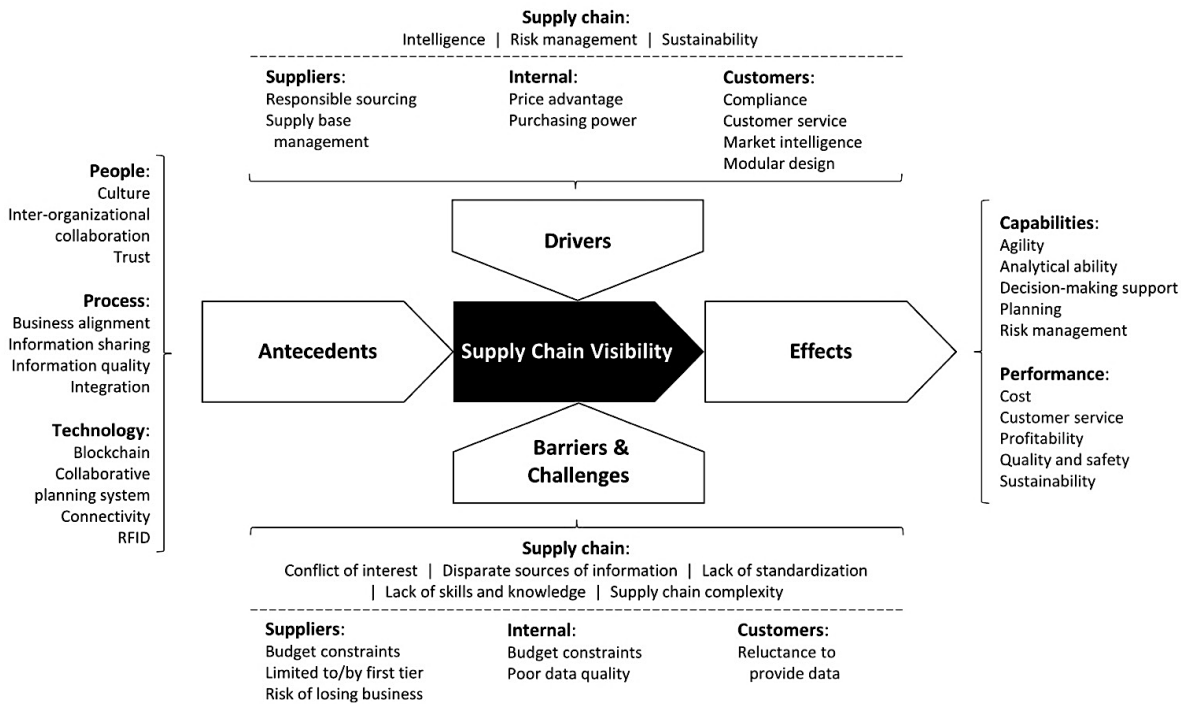 Supply chain:
Intelligence | Risk management | Sustainability
Suppliers:
Responsible sourcing
Supply base
management
Internal:
Price advantage
Purchasing power
Customers:
Compliance
Customer service
Market intelligence
Modular design
People:
Culture
Inter-organizational
collaboration
Trust
Process:
Business alignment
Information sharing
Information quality
Integration
Technology:
Blockchain
Collaborative
planning system
Connectivity
RFID
Drivers
Antecedents
Supply Chain Visibility
Effects
Barriers &
Challenges
Capabilities:
Agility
Analytical ability
Decision-making support
Planning
Risk management
Performance:
Cost
Customer service
Profitability
Quality and safety
Sustainability
Supply chain:
Conflict of interest | Disparate sources of information | Lack of standardization
| Lack of skills and knowledge | Supply chain complexity
Suppliers:
Budget constraints
Limited to/by first tier
Risk of losing business
Internal:
Budget constraints
Poor data quality
Customers:
Reluctance to
provide data